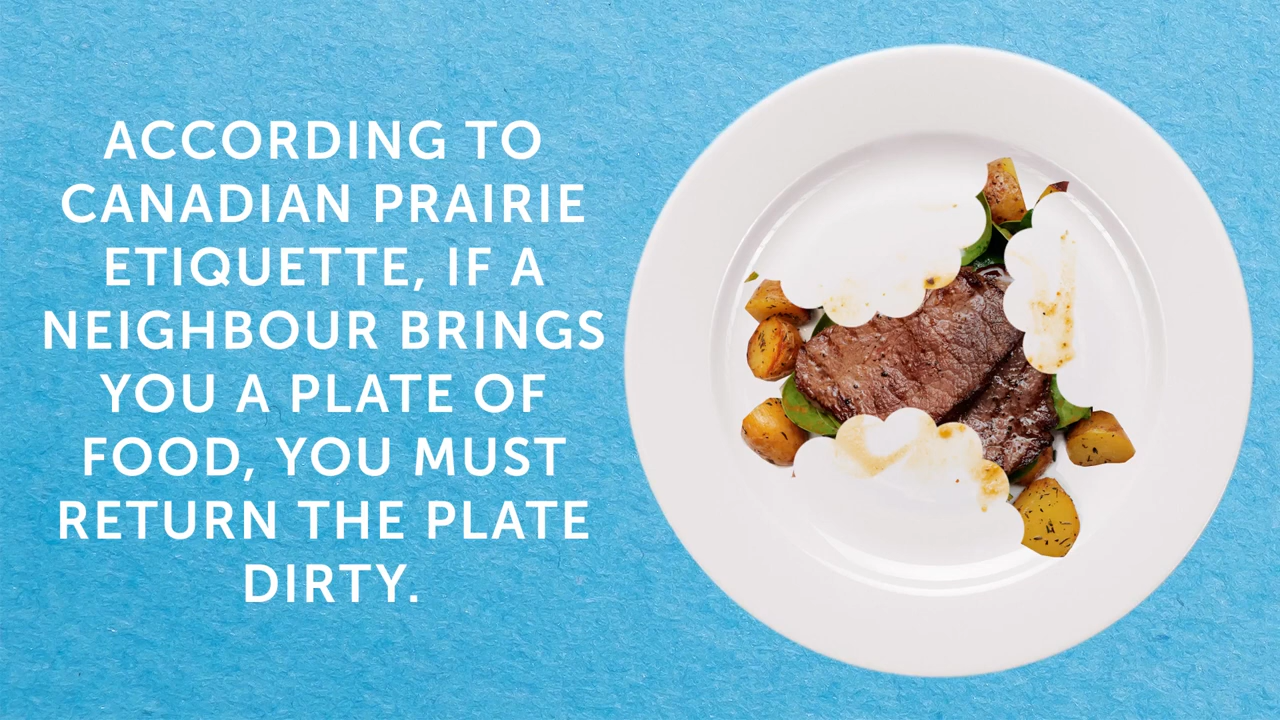 ACCORDING TO
CANADIAN PRAIRIE
ETIQUETTE, IF A
NEIGHBOUR BRINGS
YOU A PLATE OF
FOOD, YOU MUST
RETURN THE PLATE
DIRTY.